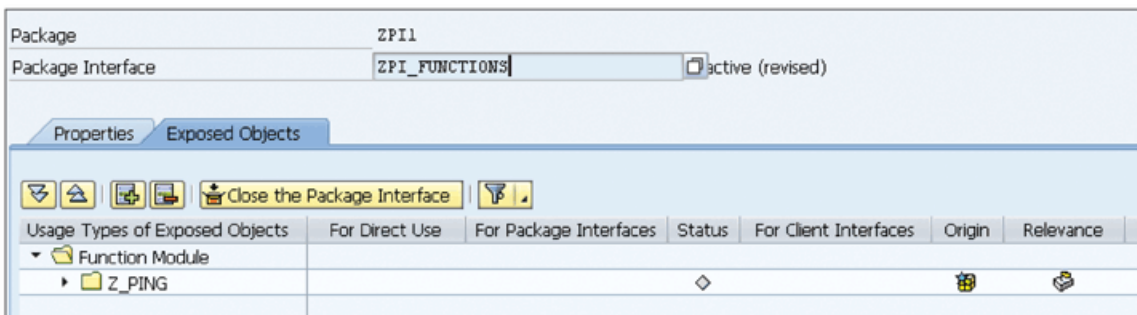 Package ZPI1
Package Interface ZPI_FUNCTIONS active (revised)
Properties Exposed Objects
Close the Package Interface
Usage Types of Exposed Objects For Direct Use For Package Interfaces Status For Client Interfaces Origin Relevance
Function Module
Z_PING